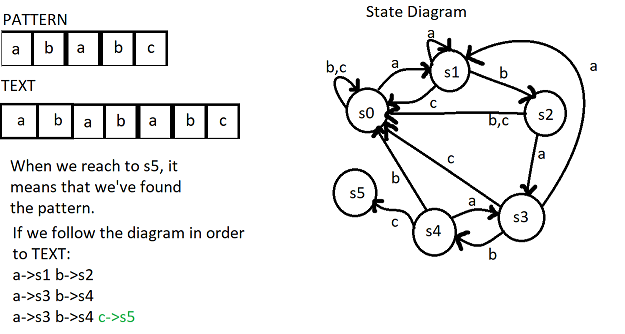 PATTERN
a b a b c
TEXT
a b a b a b c
When we reach to s5, it
means that we've found
the pattern.
If we follow the diagram in order
to TEXT:
a->s1 b->s2
a->s3 b->s4
a->s3 b->s4 c->s5
State Diagram
a
a
b,c
a
s1
b
c
s0
b,c
s2
a
c
b
s5
a
s3
c
s4
b